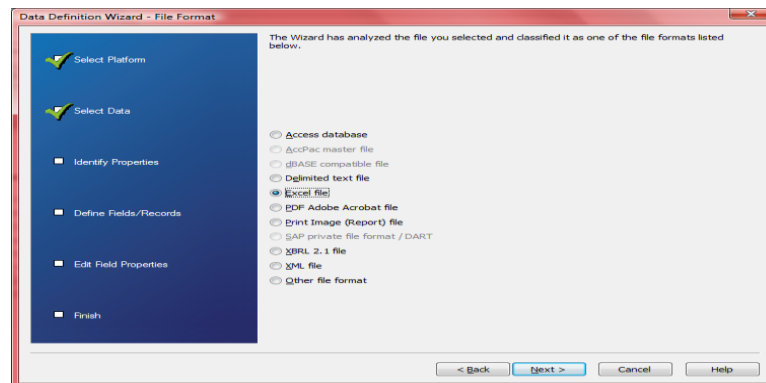 Data Definition Wizard - File Format
Select Platform
Select Data
Identify Properties
Define Fields/Records
Edit Field Properties
Finish
The Wizard has analyzed the file you selected and classified it as one of the file formats listed
below.
Access database
AccPac master file
dBASE compatible file
Delimited text file
Excel file
PDF Adobe Acrobat file
Print Image (Report) file
SAP private file format / DART
XBRL 2.1 file
XML file
Other file format
< Back
Next >
Cancel
Help